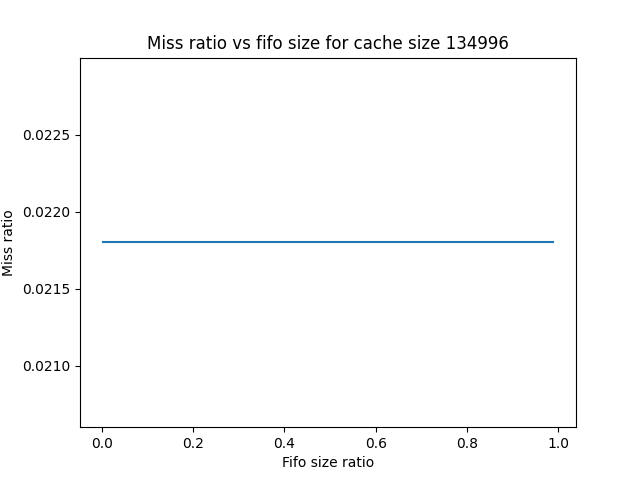 Miss ratio vs fifo size for cache size 134996
0.0225
0.0220
0.0215
0.0210
Miss ratio
0.0 0.2 0.4 0.6 0.8 1.0
Fifo size ratio